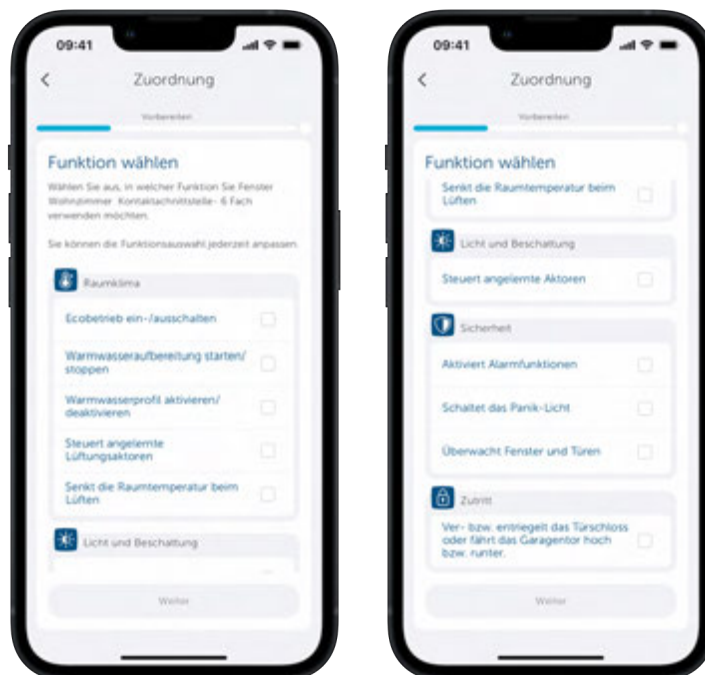 09:41
Zuordnung
Vorbereiten
Funktion wählen
Wählen Sie aus, in welcher Funktion Sie Fenster
Wohnzimmer Kontaktschnittstelle- 6 Fach
verwenden möchten.
Sie können die Funktionsauswahl jederzeit anpassen.
Raumklima
Ecobetrieb ein-/ausschalten
Warmwasseraufbereitung starten/
stoppen
Warmwasserprofil aktivieren/
deaktivieren
Steuert angelernte
Lüftungsaktoren
Senkt die Raumtemperatur beim
Lüften
Licht und Beschattung
Weiter
09:41
Zuordnung
Vorbereiten
Funktion wählen
Senkt die Raumtemperatur beim
Lüften
Licht und Beschattung
Steuert angelernte Aktoren
Sicherheit
Aktiviert Alarmfunktionen
Schaltet das Panik-Licht
Überwacht Fenster und Türen
Zutritt
Ver- bzw. entriegelt das Türschloss
oder fährt das Garagentor hoch
bzw. runter.
Weiter